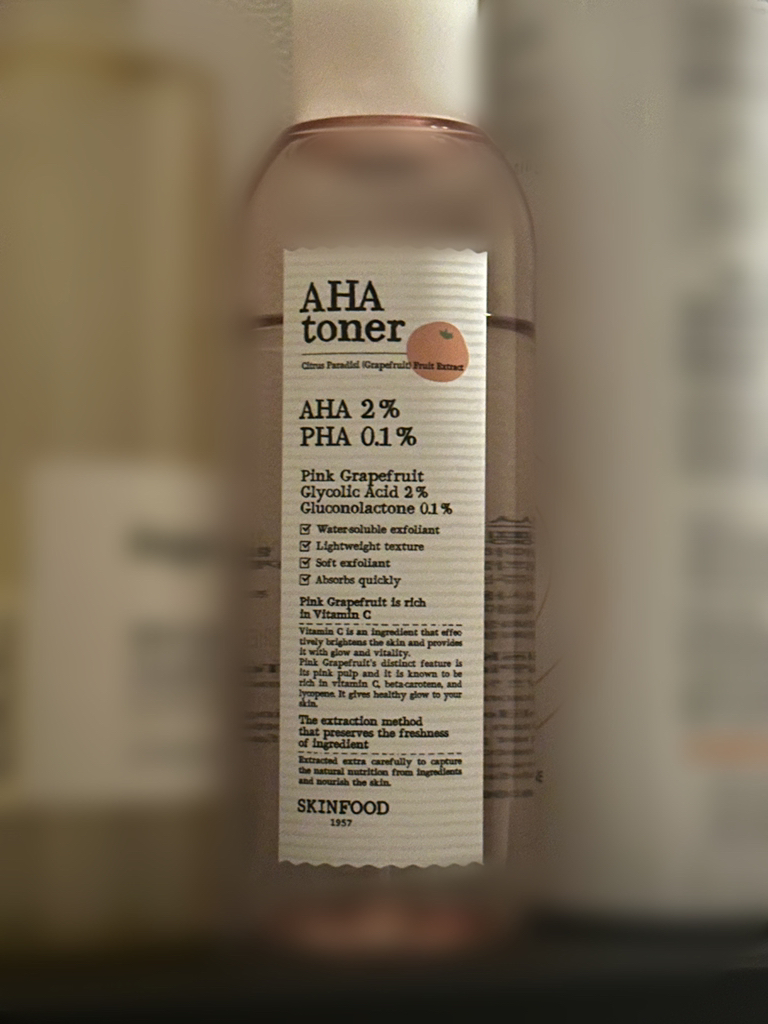 AHA
toner
Citrus Paradisi (Grapefruit) Fruit Extract
AHA 2%
PHA 0.1%
Pink Grapefruit
Glycolic Acid 2%
Gluconolactone 0.1%
Water-soluble exfoliant
Lightweight texture
Soft exfoliant
Absorbs quickly
Pink Grapefruit is rich
in Vitamin C
Vitamin C is an ingredient that effec
tively brightens the skin and provides
it with glow and vitality.
Pink Grapefruit's distinct feature is
its pink pulp and it is known to be
rich in vitamin C, beta-carotene, and
lycopene. It gives healthy glow to your
skin.
The extraction method
that preserves the freshness
of ingredient
Extracted extra carefully to capture
the natural nutrition from ingredients
and nourish the skin.
SKINFOOD
1957